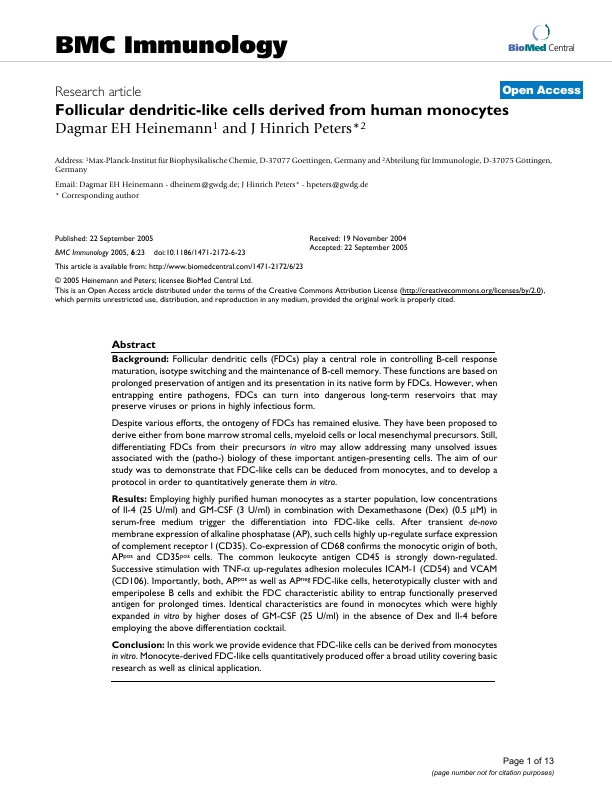 BMC Immunology
BioMed Central
Research article
Open Access
Follicular dendritic-like cells derived from human monocytes
Dagmar EH Heinemann1 and J Hinrich Peters*2
Address: 1Max-Planck-Institut für Biophysikalische Chemie, D-37077 Goettingen, Germany and 2Abteilung für Immunologie, D-37075 Göttingen,
Germany
Email: Dagmar EH Heinemann - dheinem@gwdg.de; J Hinrich Peters* - hpeters@gwdg.de
* Corresponding author
Published: 22 September 2005
BMC Immunology 2005, 6:23 doi:10.1186/1471-2172-6-23
Received: 19 November 2004
Accepted: 22 September 2005
This article is available from: http://www.biomedcentral.com/1471-2172/6/23
© 2005 Heinemann and Peters; licensee BioMed Central Ltd.
This is an Open Access article distributed under the terms of the Creative Commons Attribution License (http://creativecommons.org/licenses/by/2.0),
which permits unrestricted use, distribution, and reproduction in any medium, provided the original work is properly cited.
Abstract
Background: Follicular dendritic cells (FDCs) play a central role in controlling B-cell response
maturation, isotype switching and the maintenance of B-cell memory. These functions are based on
prolonged preservation of antigen and its presentation in its native form by FDCs. However, when
entrapping entire pathogens, FDCs can turn into dangerous long-term reservoirs that may
preserve viruses or prions in highly infectious form.
Despite various efforts, the ontogeny of FDCs has remained elusive. They have been proposed to
derive either from bone marrow stromal cells, myeloid cells or local mesenchymal precursors. Still,
differentiating FDCs from their precursors in vitro may allow addressing many unsolved issues
associated with the (patho-) biology of these important antigen-presenting cells. The aim of our
study was to demonstrate that FDC-like cells can be deduced from monocytes, and to develop a
protocol in order to quantitatively generate them in vitro.
Results: Employing highly purified human monocytes as a starter population, low concentrations
of Il-4 (25 U/ml) and GM-CSF (3 U/ml) in combination with Dexamethasone (Dex) (0.5 μM) in
serum-free medium trigger the differentiation into FDC-like cells. After transient de-novo
membrane expression of alkaline phosphatase (AP), such cells highly up-regulate surface expression
of complement receptor I (CD35). Co-expression of CD68 confirms the monocytic origin of both,
APpos and CD35pos cells. The common leukocyte antigen CD45 is strongly down-regulated.
Successive stimulation with TNF-α up-regulates adhesion molecules ICAM-1 (CD54) and VCAM
(CD106). Importantly, both, APpos as well as APneg FDC-like cells, heterotypically cluster with and
emperipolese B cells and exhibit the FDC characteristic ability to entrap functionally preserved
antigen for prolonged times. Identical characteristics are found in monocytes which were highly
expanded in vitro by higher doses of GM-CSF (25 U/ml) in the absence of Dex and Il-4 before
employing the above differentiation cocktail.
Conclusion: In this work we provide evidence that FDC-like cells can be derived from monocytes
in vitro. Monocyte-derived FDC-like cells quantitatively produced offer a broad utility covering basic
research as well as clinical application.
Page 1 of 13
(page number not for citation purposes)